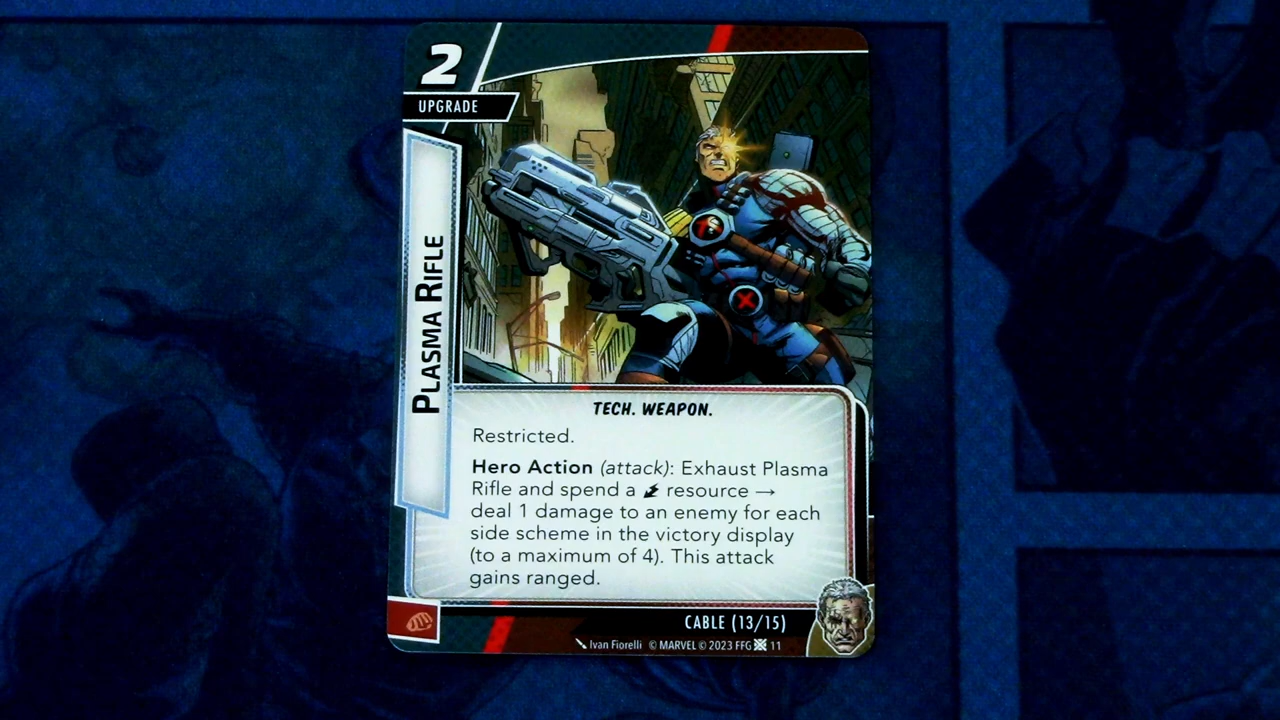 2
UPGRADE
PLASMA RIFLE
TECH. WEAPON.
Restricted.
Hero Action (attack): Exhaust Plasma
Rifle and spend a resource →
deal 1 damage to an enemy for each
side scheme in the victory display
(to a maximum of 4). This attack
gains ranged.
CABLE (13/15)
Ivan Fiorelli © MARVEL © 2023 FFG 11